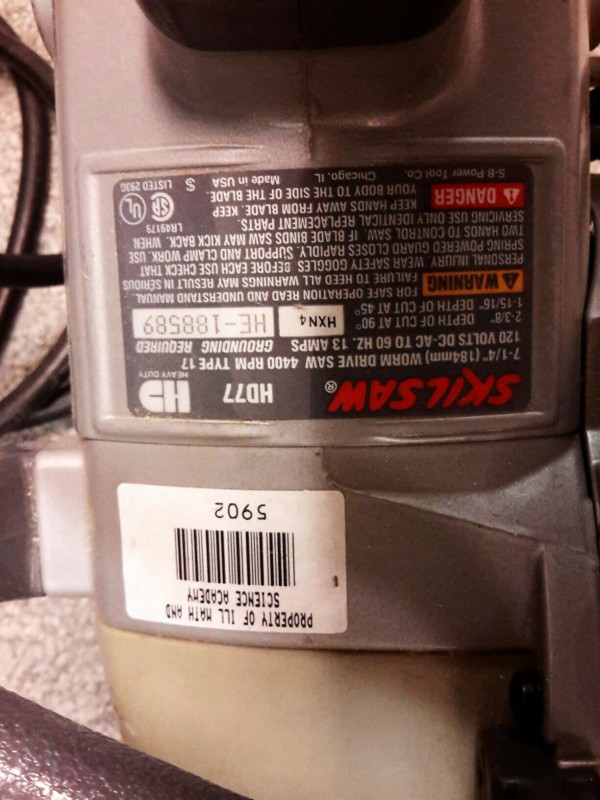 SKILSAW® HD77 HD
HEAVY DUTY
7-1/4" (184mm) WORM DRIVE SAW 4400 RPM TYPE 17
120 VOLTS DC-AC TO 60 HZ. 13 AMPS GROUNDING REQUIRED
2-3/8" DEPTH OF CUT AT 90°
1-15/16" DEPTH OF CUT AT 45°
HXN4 HE-188589
WARNING FOR SAFE OPERATION READ AND UNDERSTAND MANUAL
FAILURE TO HEED ALL WARNINGS MAY RESULT IN SERIOUS
PERSONAL INJURY. WEAR SAFETY GOGGLES. BEFORE EACH USE CHECK THAT
SPRING POWERED GUARD RAPIDLY CLOSES. SUPPORT AND CLAMP WORK. USE
TWO HANDS TO CONTROL SAW. IF BLADE BINDS SAW MAY KICK BACK. WHEN
SERVICING USE ONLY IDENTICAL REPLACEMENT PARTS.
DANGER KEEP HANDS AWAY FROM BLADE. KEEP
YOUR BODY TO THE SIDE OF THE BLADE.
LR49179
UL SA
LISTED 293G
S-B Power Tool Co. Chicago, IL Made in USA S
PROPERTY OF ILL MATH AND
SCIENCE ACADEMY
5902